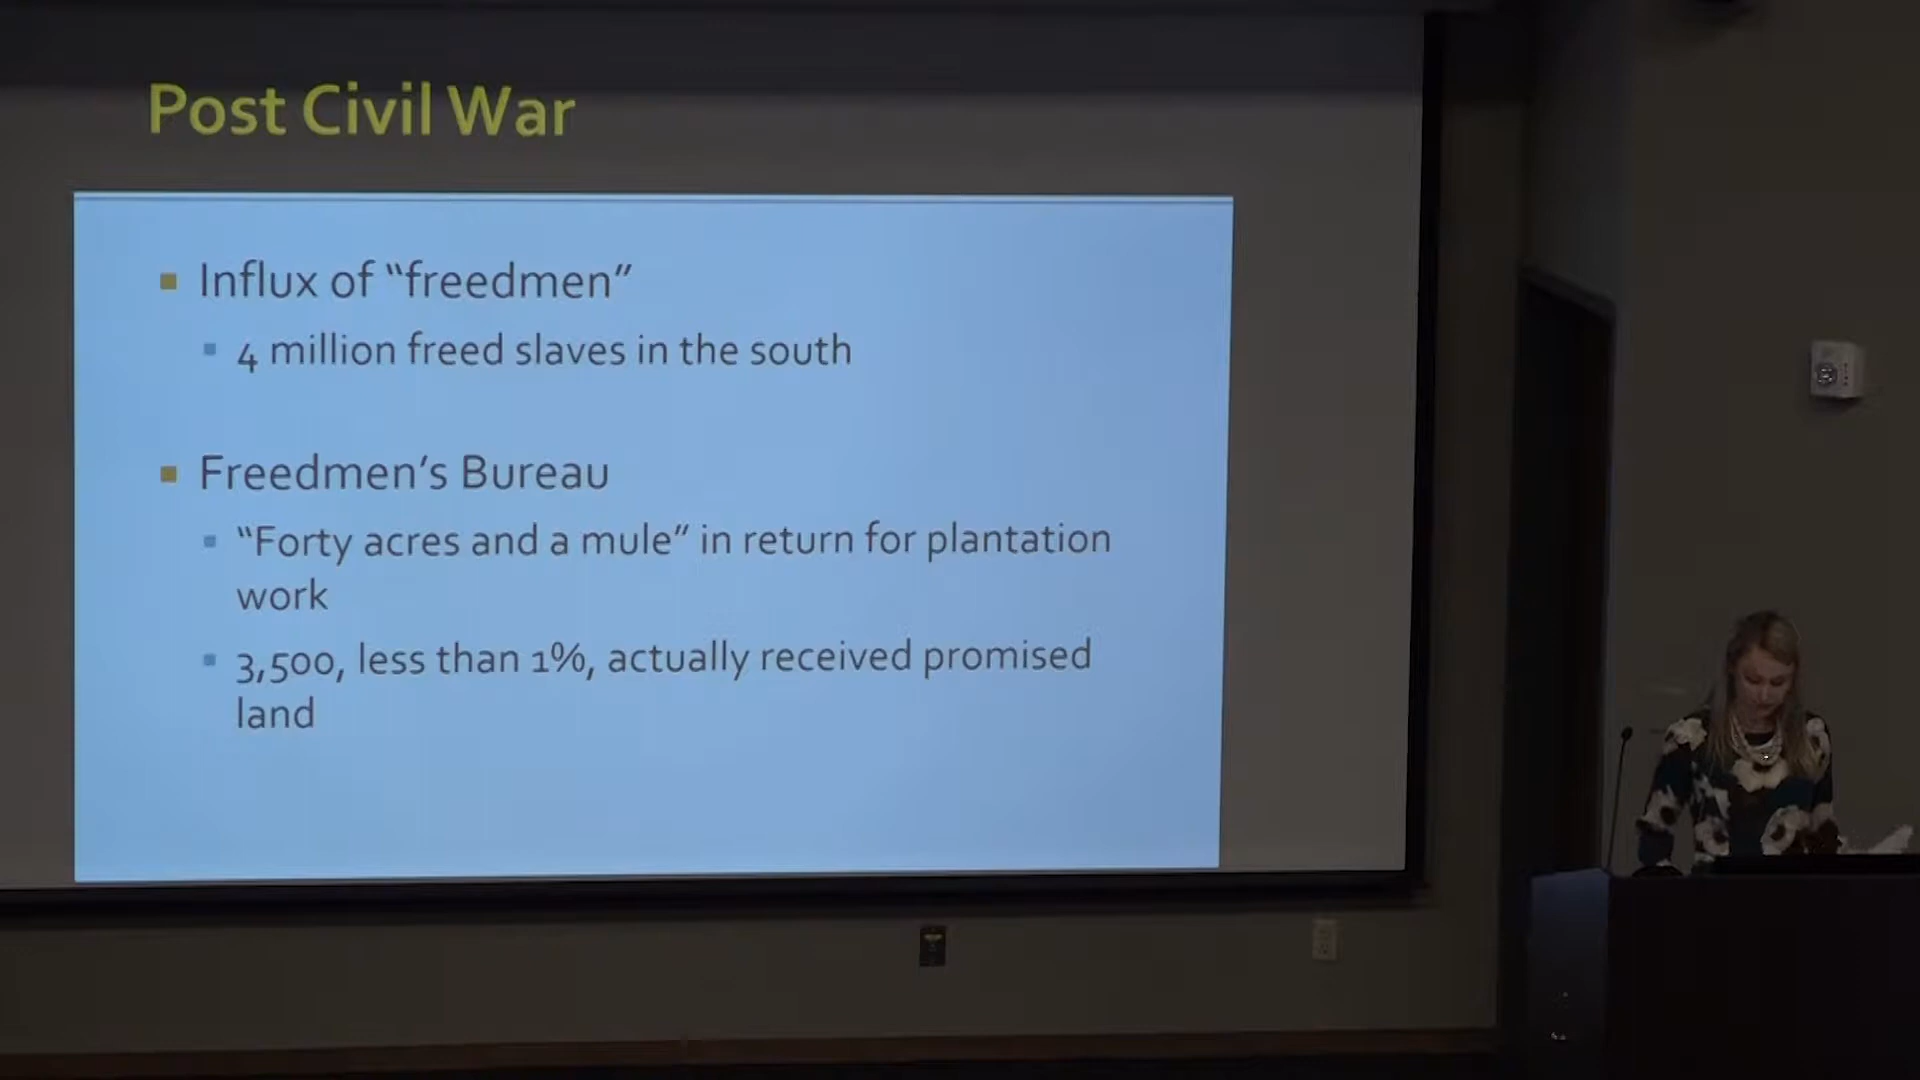 Post Civil War
Influx of “freedmen”
4 million freed slaves in the south
Freedmen’s Bureau
“Forty acres and a mule” in return for plantation
work
3,500, less than 1%, actually received promised
land